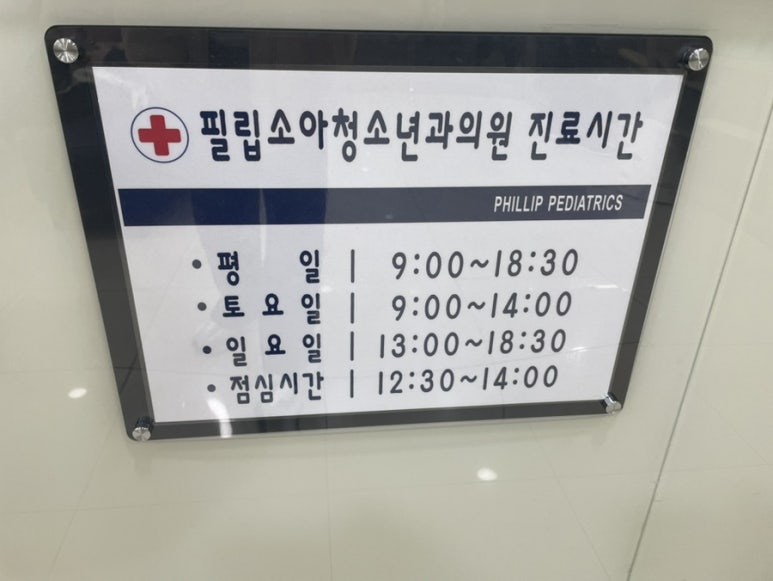 필립소아청소년과의원 진료시간
PHILLIP PEDIATRICS
• 평 일 | 9:00~18:30
• 토 요 일 | 9:00~14:00
• 일 요 일 | 13:00~18:30
• 점심시간 | 12:30~14:00